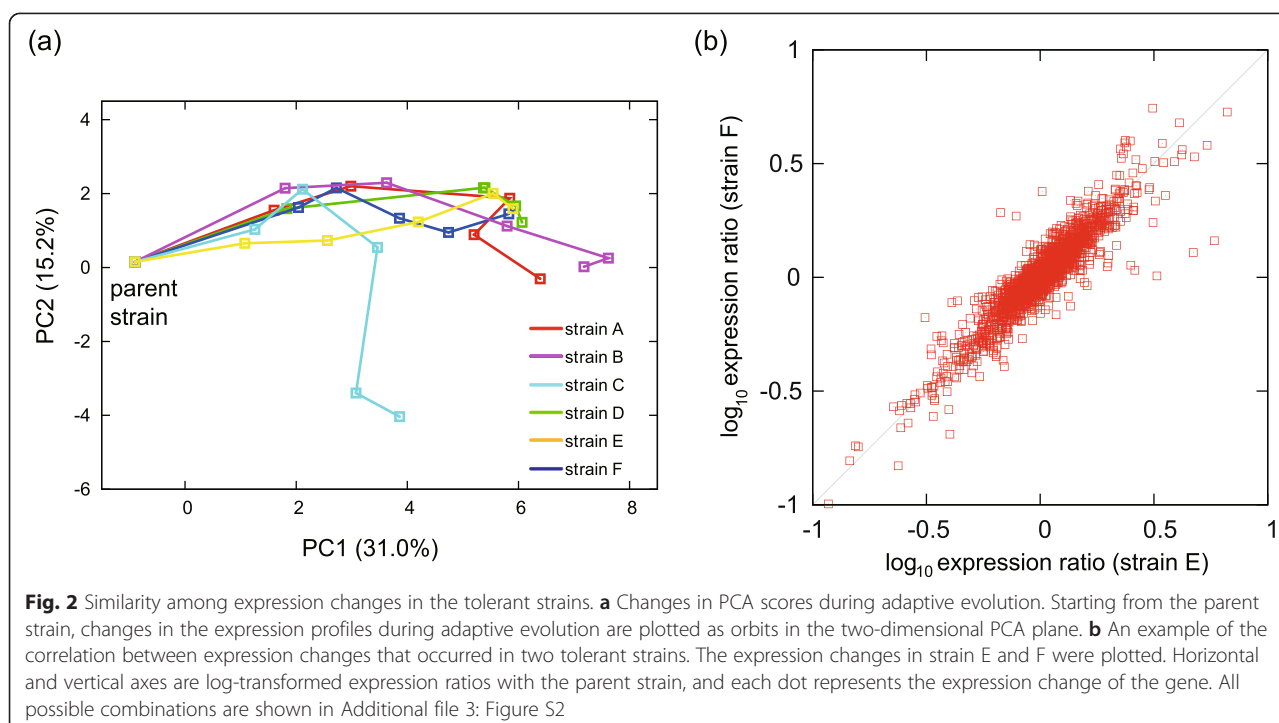 (a)
4
2
0
-2
-4
-6
0
2
4
6
8
PC2 (15.2%)
PC1 (31.0%)
parent
strain
strain A
strain B
strain C
strain D
strain E
strain F
(b)
1
0.5
0
-0.5
-1
-1
-0.5
0
0.5
1
log10 expression ratio (strain F)
log10 expression ratio (strain E)
Fig. 2 Similarity among expression changes in the tolerant strains. a Changes in PCA scores during adaptive evolution. Starting from the parent
strain, changes in the expression profiles during adaptive evolution are plotted as orbits in the two-dimensional PCA plane. b An example of the
correlation between expression changes that occurred in two tolerant strains. The expression changes in strain E and F were plotted. Horizontal
and vertical axes are log-transformed expression ratios with the parent strain, and each dot represents the expression change of the gene. All
possible combinations are shown in Additional file 3: Figure S2